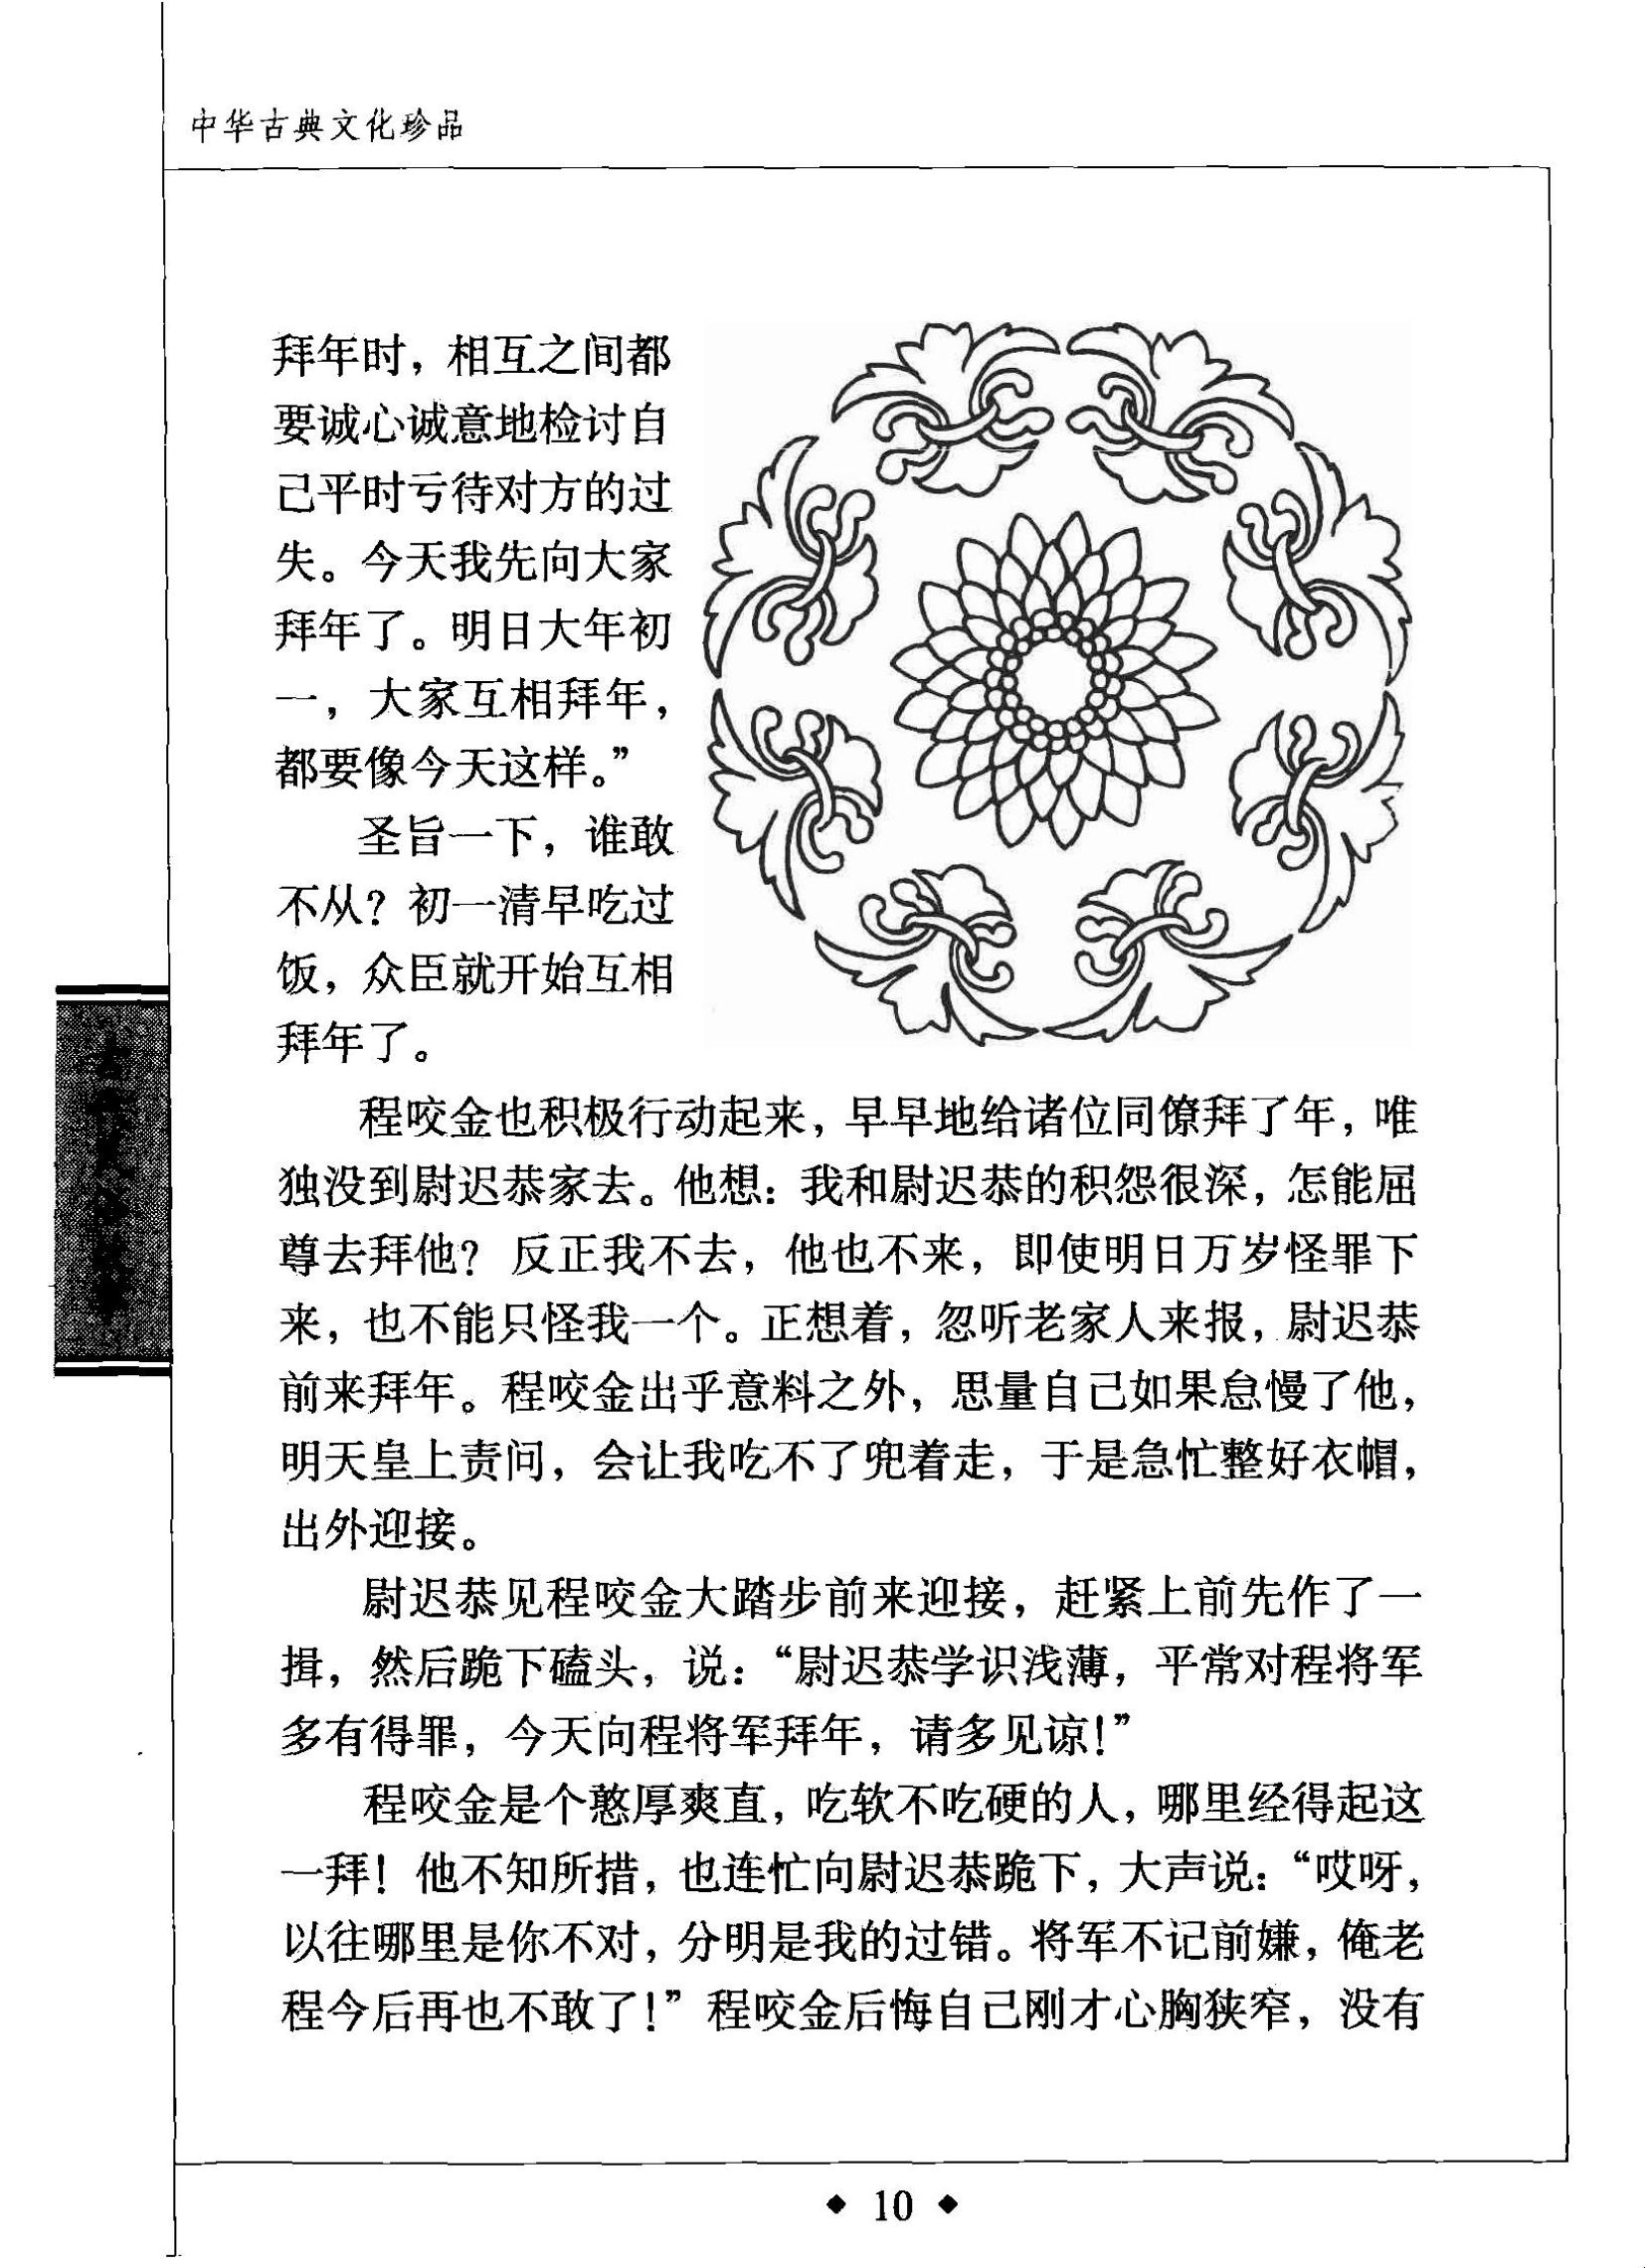 中华古典文化珍品
拜年时，相互之间都
要诚心诚意地检讨自
己平时亏待对方的过
失。今天我先向大家
拜年了。明日大年初
一，大家互相拜年，
都要像今天这样。”
圣旨一下，谁敢
不从？初一清早吃过
饭，众臣就开始互相
拜年了。
程咬金也积极行动起来，早早地给诸位同僚拜了年，唯
独没到尉迟恭家去。他想：我和尉迟恭的积怨很深，怎能屈
尊去拜他？反正我不去，他也不来，即使明日万岁怪罪下
来，也不能只怪我一个。正想着，忽听老家人来报，尉迟恭
前来拜年。程咬金出乎意料之外，思量自己如果怠慢了他，
明天皇上责问，会让我吃不了兜着走，于是急忙整好衣帽，
出外迎接。
尉迟恭见程咬金大踏步前来迎接，赶紧上前先作了一
揖，然后跪下磕头，说：“尉迟恭学识浅薄，平常对程将军
多有得罪，今天向程将军拜年，请多见谅！”
程咬金是个憨厚爽直，吃软不吃硬的人，哪里经得起这
一拜！他不知所措，也连忙向尉迟恭跪下，大声说：“哎呀，
以往哪里是你不对，分明是我的过错。将军不记前嫌，俺老
程今后再也不敢了！”程咬金后悔自己刚才心胸狭窄，没有
◆ 10 ◆